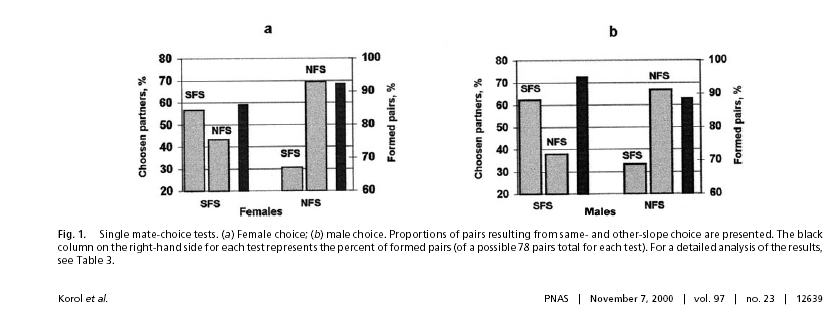 a
b
Choosen partners, %
80
70
60
50
40
30
20
SFS
NFS
SFS
NFS
100
90
80
70
60
Formed pairs, %
SFS
NFS
Females
Choosen partners, %
80
70
60
50
40
30
20
SFS
NFS
SFS
NFS
100
90
80
70
60
Formed pairs, %
SFS
NFS
Males
Fig. 1. Single mate-choice tests. (a) Female choice; (b) male choice. Proportions of pairs resulting from same- and other-slope choice are presented. The black
column on the right-hand side for each test represents the percent of formed pairs (of a possible 78 pairs total for each test). For a detailed analysis of the results,
see Table 3.
Korol et al.
PNAS | November 7, 2000 | vol. 97 | no. 23 | 12639